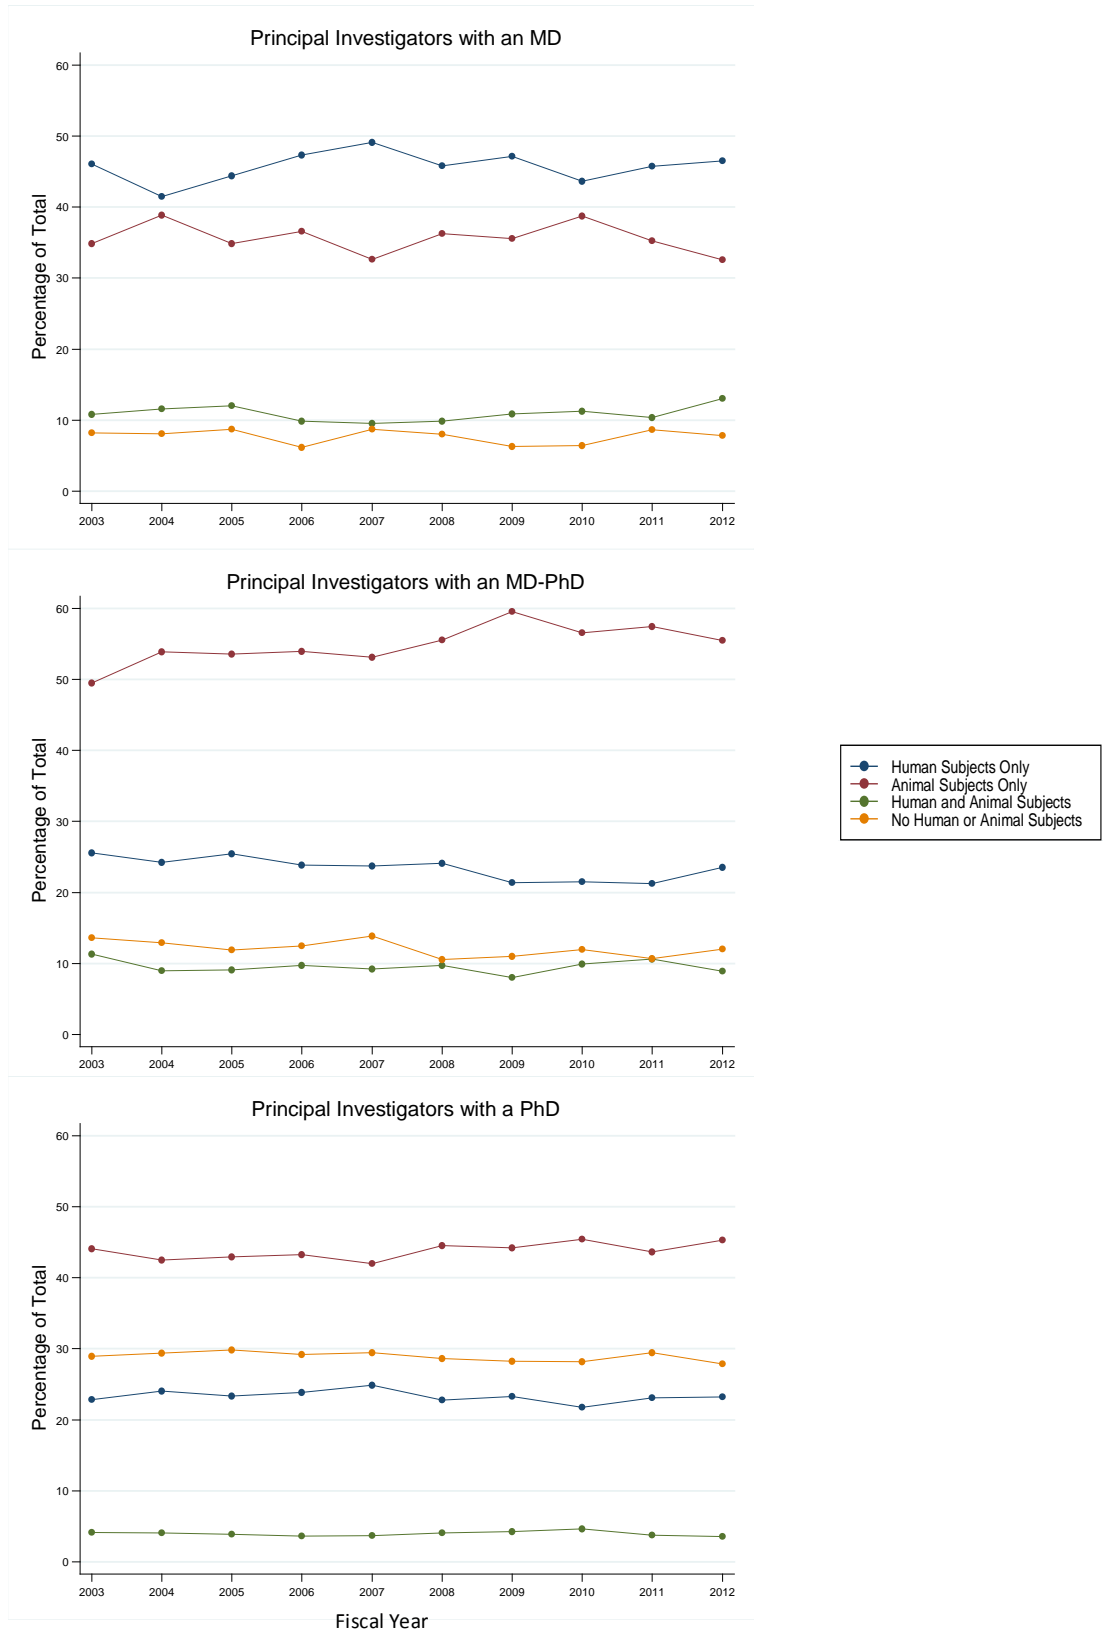 Principal Investigators with an MD
Percentage of Total
60
50
40
30
20
10
0
2003 2004 2005 2006 2007 2008 2009 2010 2011 2012
Principal Investigators with an MD-PhD
Percentage of Total
60
50
40
30
20
10
0
2003 2004 2005 2006 2007 2008 2009 2010 2011 2012
Human Subjects Only
Animal Subjects Only
Human and Animal Subjects
No Human or Animal Subjects
Principal Investigators with a PhD
Percentage of Total
60
50
40
30
20
10
0
2003 2004 2005 2006 2007 2008 2009 2010 2011 2012
Fiscal Year